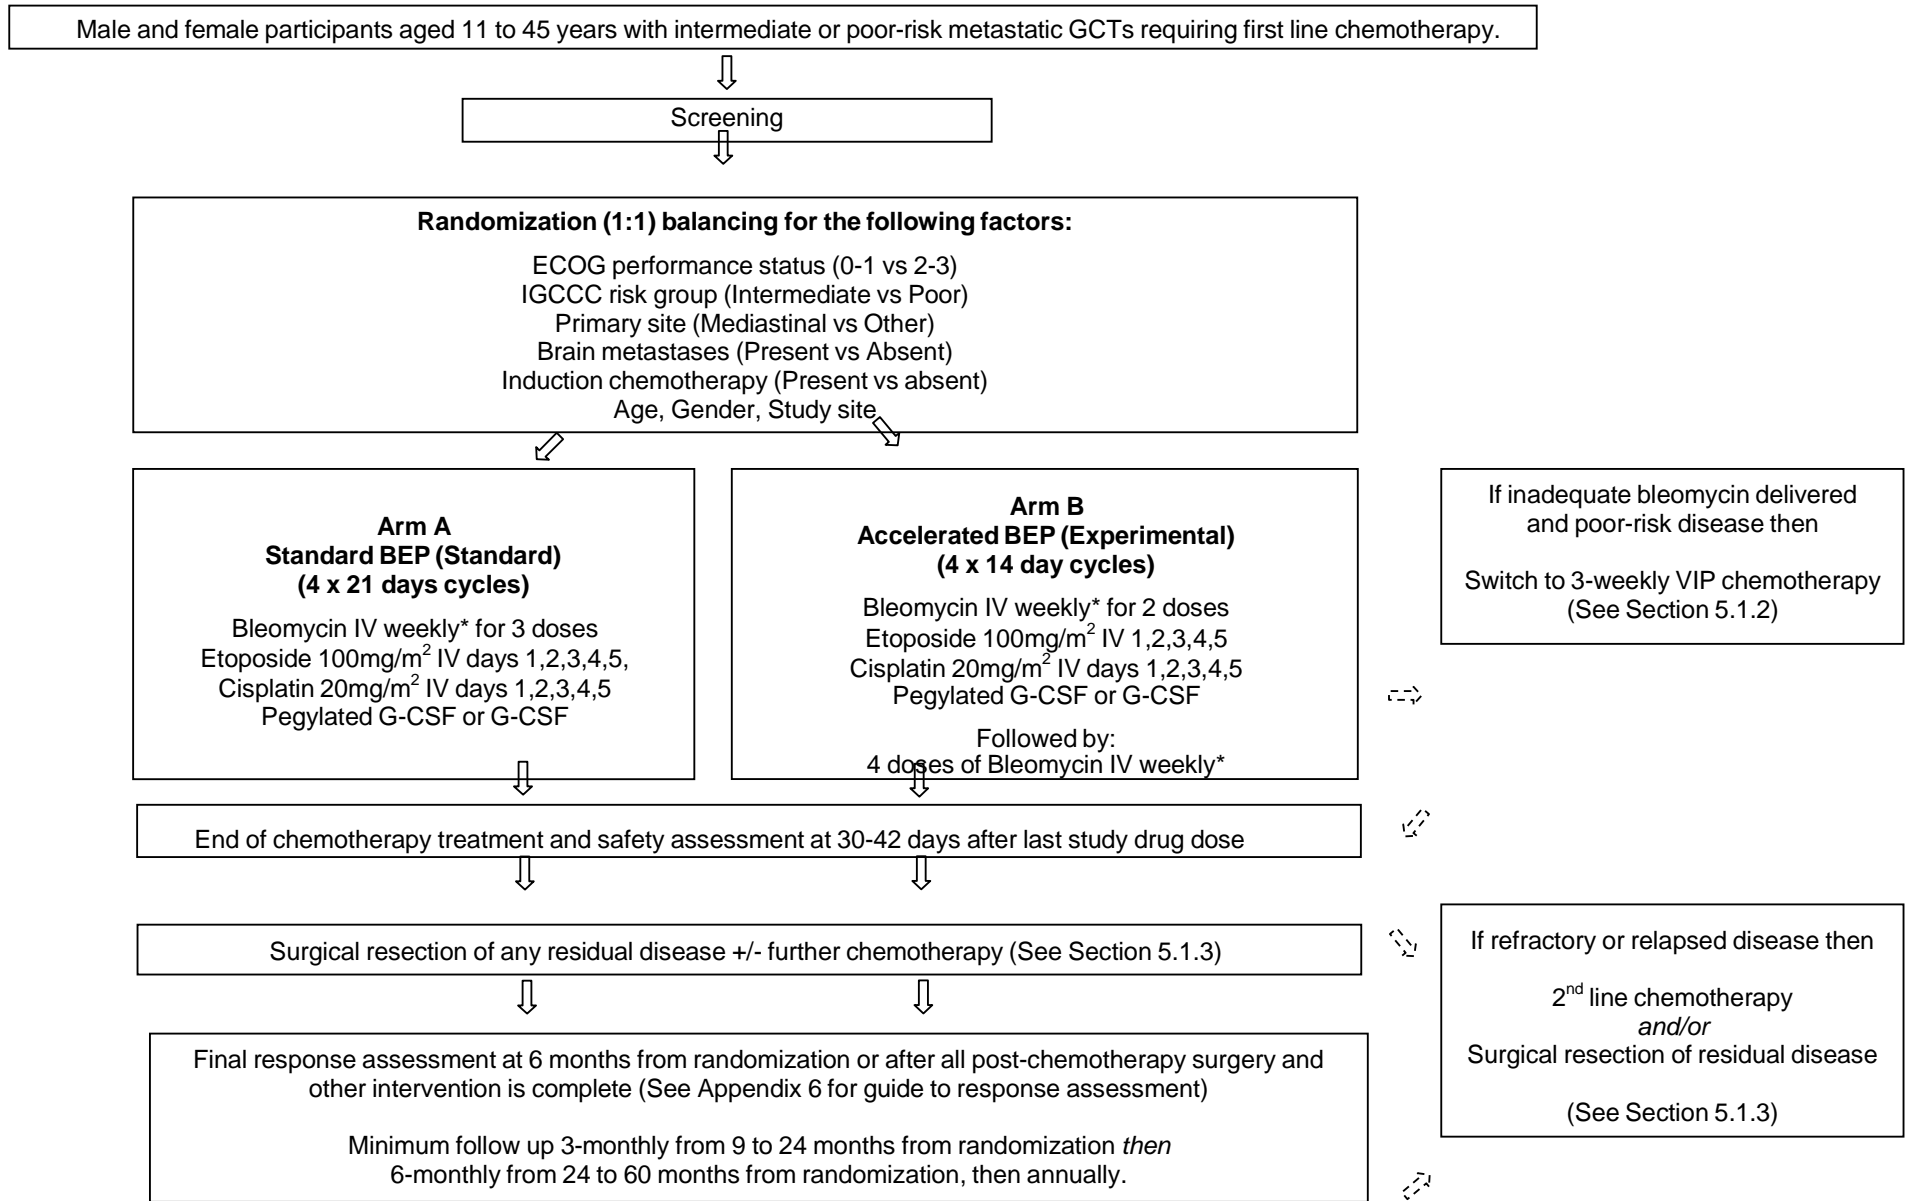 Male and female participants aged 11 to 45 years with intermediate or poor-risk metastatic GCTs requiring first line chemotherapy.
Screening
Randomization (1:1) balancing for the following factors:
ECOG performance status (0-1 vs 2-3)
IGCCC risk group (Intermediate vs Poor)
Primary site (Mediastinal vs Other)
Brain metastases (Present vs Absent)
Induction chemotherapy (Present vs absent)
Age, Gender, Study site
Arm A
Standard BEP (Standard)
(4 x 21 days cycles)
Bleomycin IV weekly* for 3 doses
Etoposide 100mg/m² IV days 1,2,3,4,5,
Cisplatin 20mg/m² IV days 1,2,3,4,5
Pegylated G-CSF or G-CSF
Arm B
Accelerated BEP (Experimental)
(4 x 14 day cycles)
Bleomycin IV weekly* for 2 doses
Etoposide 100mg/m² IV 1,2,3,4,5
Cisplatin 20mg/m² IV days 1,2,3,4,5
Pegylated G-CSF or G-CSF
Followed by:
4 doses of Bleomycin IV weekly*
If inadequate bleomycin delivered
and poor-risk disease then
Switch to 3-weekly VIP chemotherapy
(See Section 5.1.2)
End of chemotherapy treatment and safety assessment at 30-42 days after last study drug dose
Surgical resection of any residual disease +/- further chemotherapy (See Section 5.1.3)
If refractory or relapsed disease then
2nd line chemotherapy
and/or
Surgical resection of residual disease
(See Section 5.1.3)
Final response assessment at 6 months from randomization or after all post-chemotherapy surgery and
other intervention is complete (See Appendix 6 for guide to response assessment)
Minimum follow up 3-monthly from 9 to 24 months from randomization then
6-monthly from 24 to 60 months from randomization, then annually.